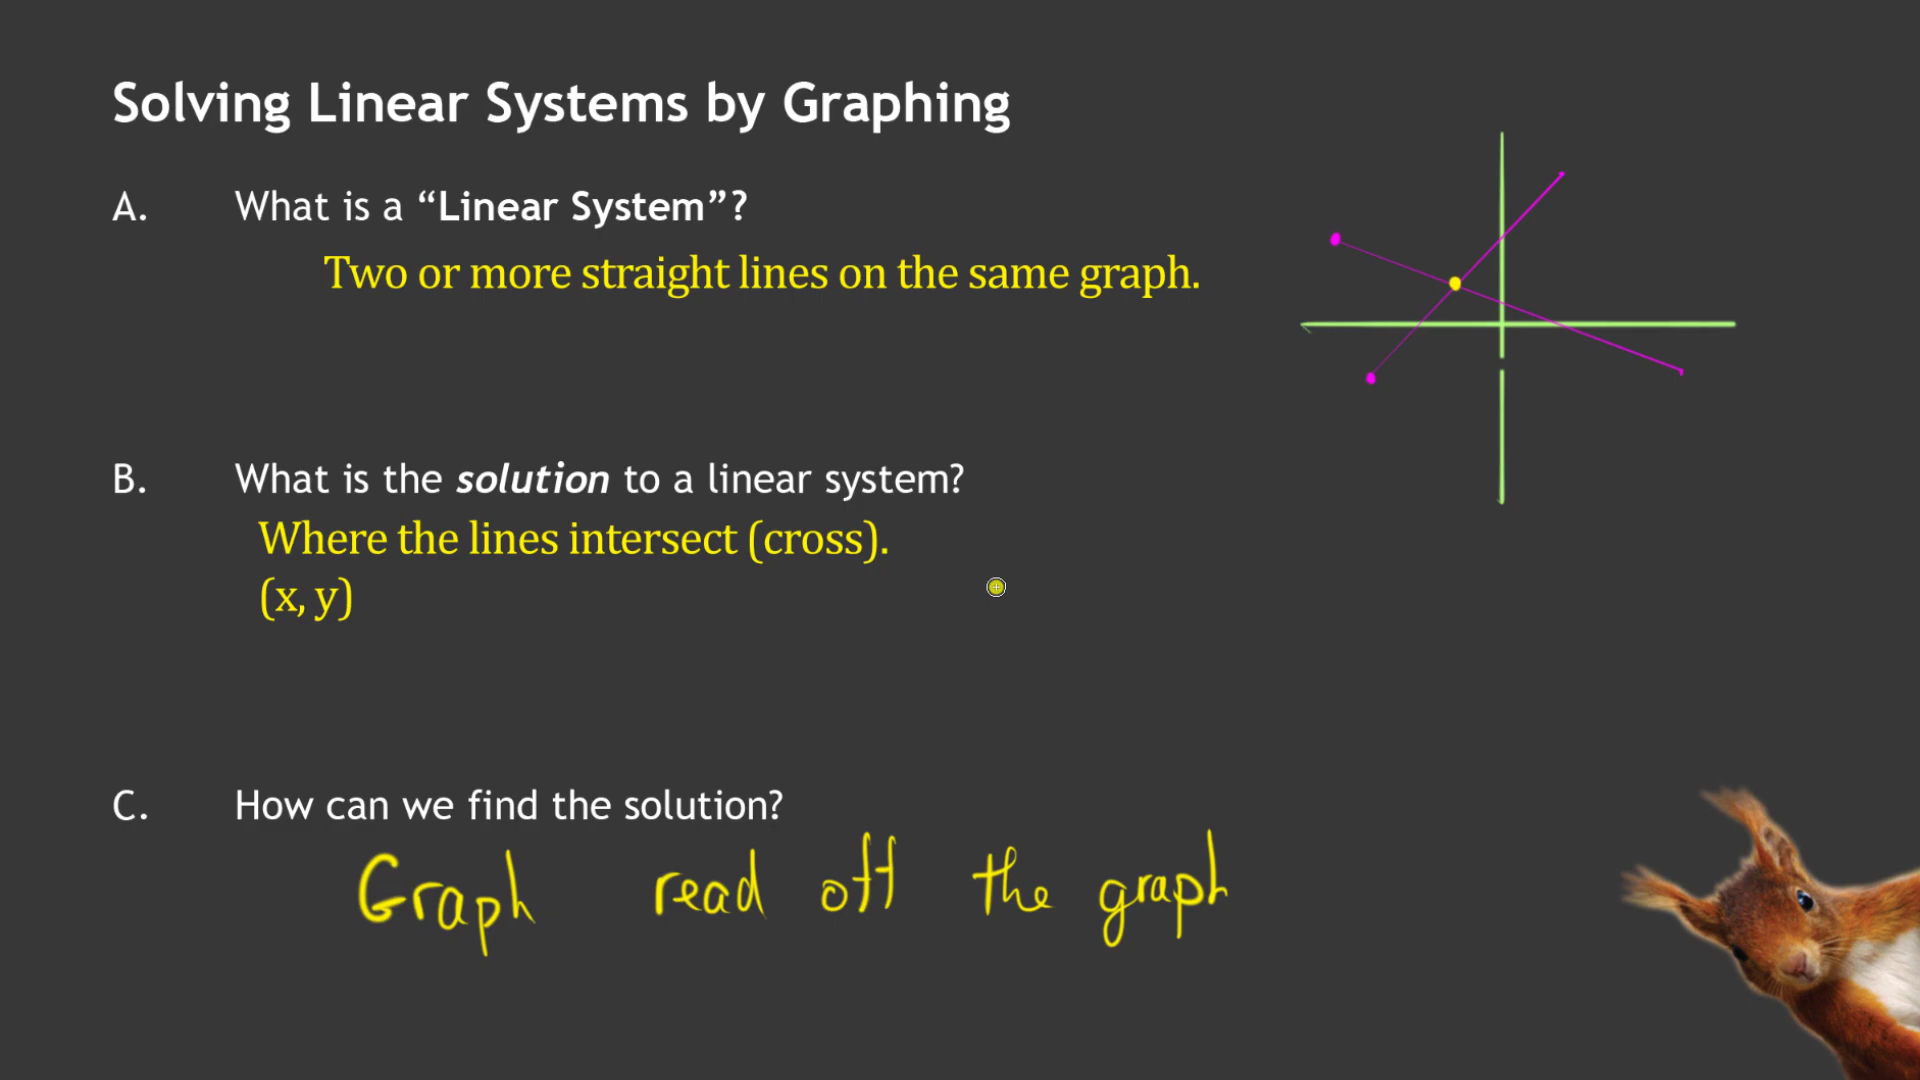 Solving Linear Systems by Graphing
A. What is a “Linear System”?
Two or more straight lines on the same graph.
B. What is the solution to a linear system?
Where the lines intersect (cross).
(x, y)
C. How can we find the solution?
Graph read off the graph